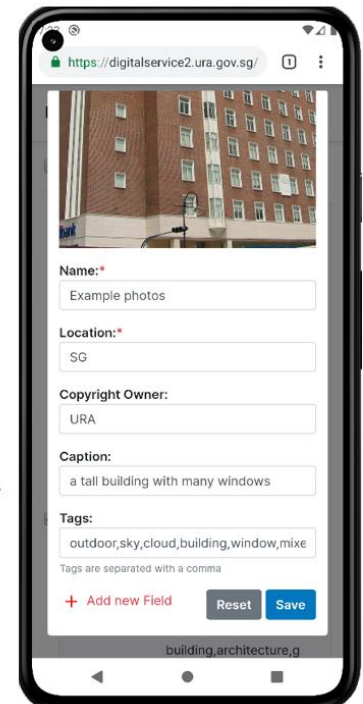 https://digitalservice2.ura.gov.sg/
1
bank
Name:*
Example photos
Location:*
SG
Copyright Owner:
URA
Caption:
a tall building with many windows
Tags:
outdoor,sky,cloud,building,window,mixe
Tags are separated with a comma
+ Add new Field
Reset
Save
building,architecture,g